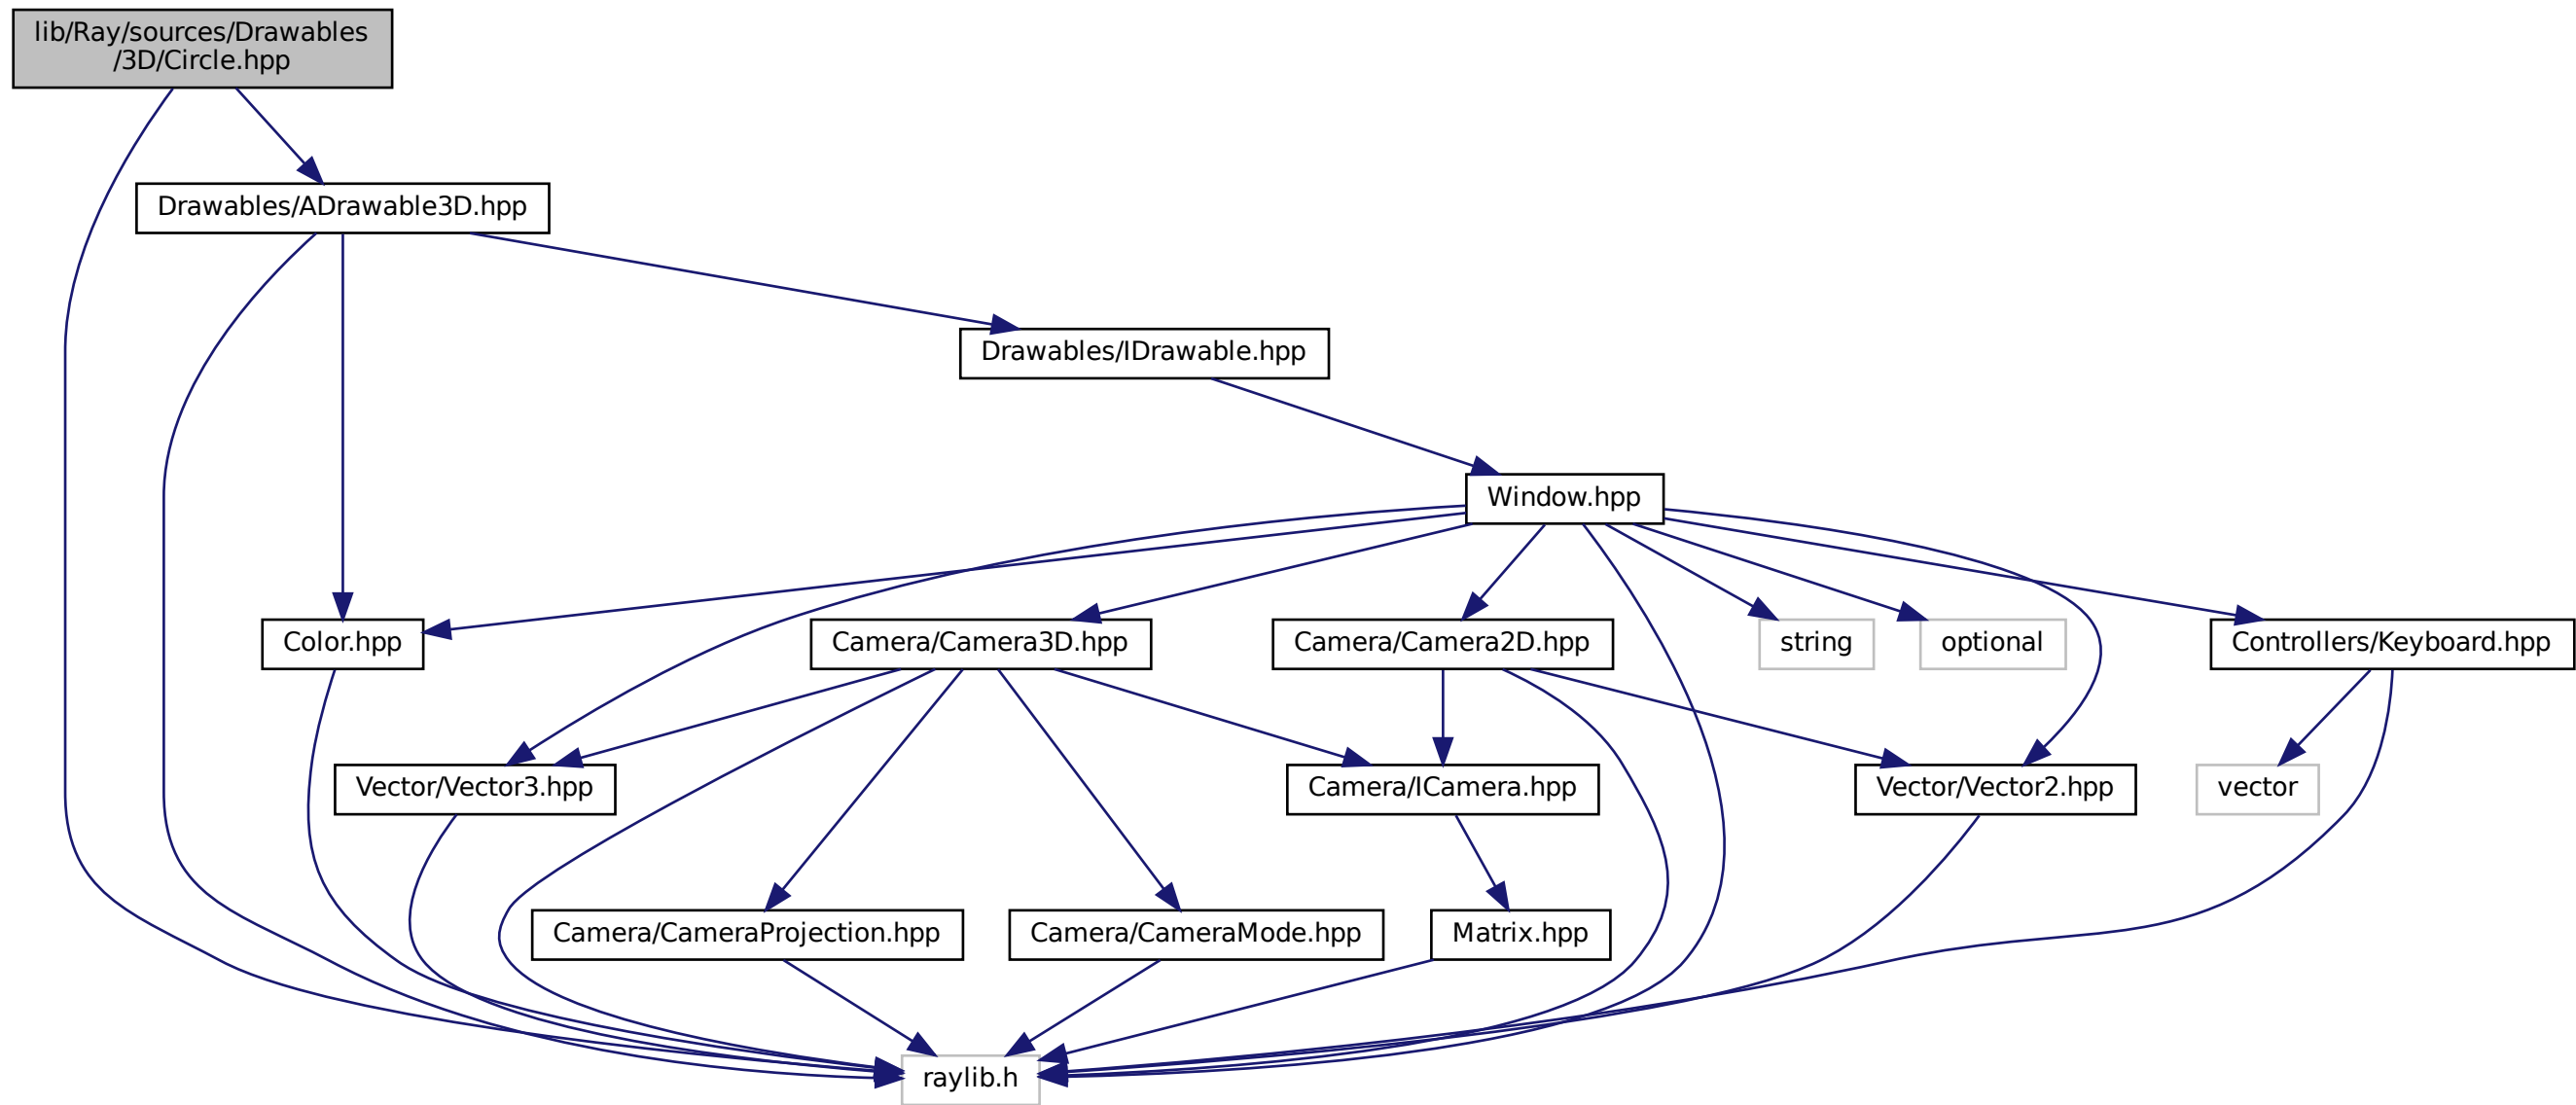 lib/Ray/sources/Drawables
/3D/Circle.hpp
Drawables/ADrawable3D.hpp
Drawables/IDrawable.hpp
Window.hpp
Color.hpp
Camera/Camera3D.hpp
Camera/Camera2D.hpp
string
optional
Controllers/Keyboard.hpp
Vector/Vector3.hpp
Camera/ICamera.hpp
Vector/Vector2.hpp
vector
Camera/CameraProjection.hpp
Camera/CameraMode.hpp
Matrix.hpp
raylib.h